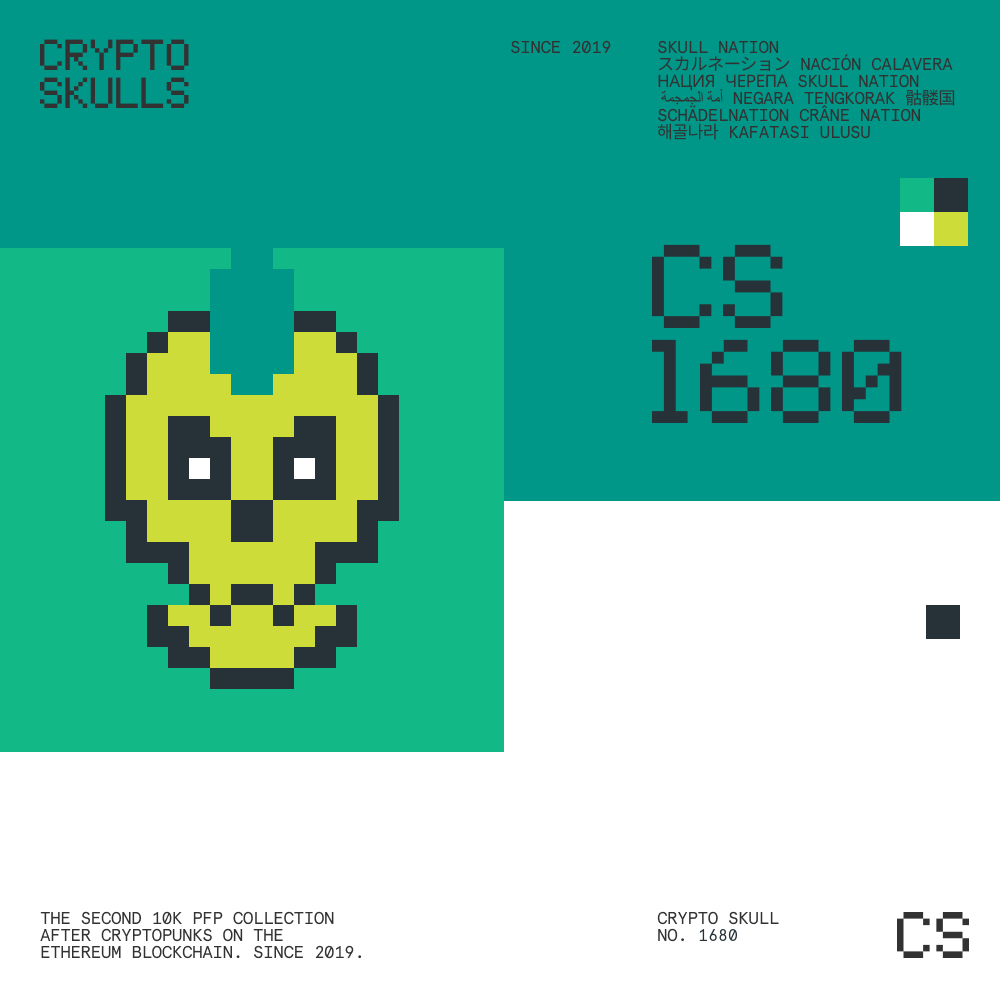 CRYPTO
SKULLS
SINCE 2019
SKULL NATION
スカルネーション NACIÓN CALAVERA
НАЦИЯ ЧЕРЕПА SKULL NATION
أمة الجمجمة NEGARA TENGKORAK 骷髅国
SCHÄDELNATION CRÂNE NATION
해골나라 KAFATASI ULUSU
CS
1680
THE SECOND 10K PFP COLLECTION
AFTER CRYPTOPUNKS ON THE
ETHEREUM BLOCKCHAIN. SINCE 2019.
CRYPTO SKULL
NO. 1680
CS